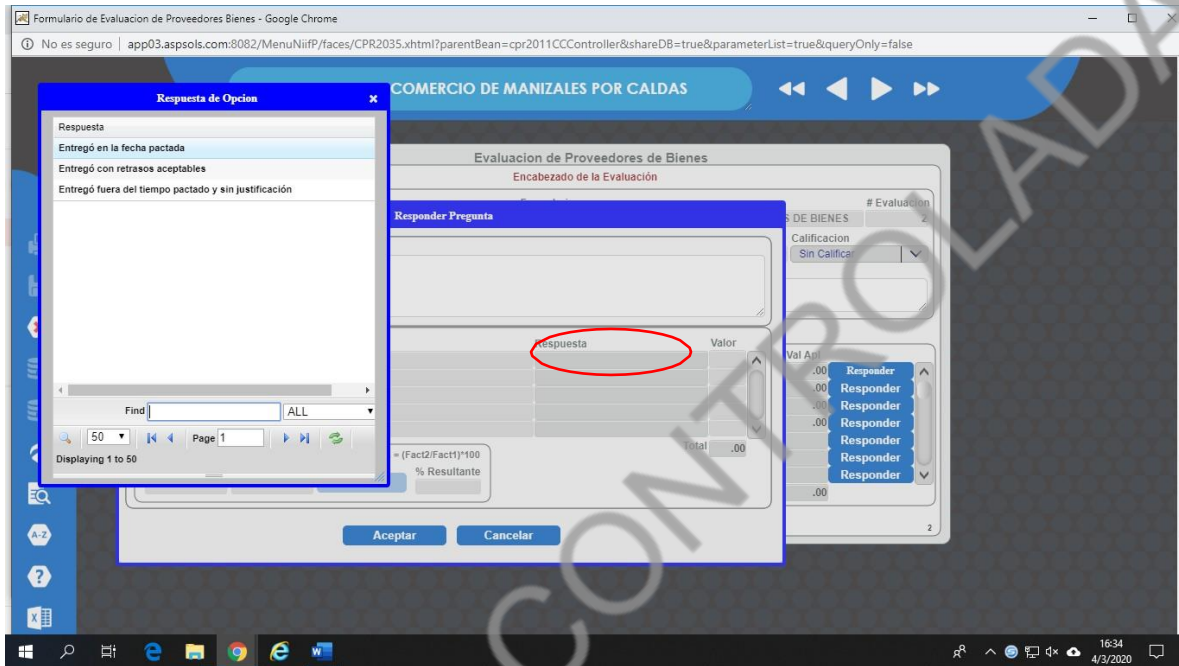 Formulario de Evaluacion de Proveedores Bienes - Google Chrome
No es seguro | app03.aspsols.com:8082/MenuNiifP/faces/CPR2035.xhtml?parentBean=cpr2011CCController&shareDB=true&parameterList=true&queryOnly=false
COMERCIO DE MANIZALES POR CALDAS
Respuesta de Opcion
Respuesta
Entregó en la fecha pactada
Entregó con retrasos aceptables
Entregó fuera del tiempo pactado y sin justificación
Find ALL
50 Page 1
Displaying 1 to 50
Evaluacion de Proveedores de Bienes
Encabezado de la Evaluación
# Evaluacion
S DE BIENES 2
Calificacion
Sin Calificar
Responder Pregunta
Respuesta Valor
Total .00
= (Fact2/Fact1)*100
% Resultante
Aceptar Cancelar
Val Apl
.00 Responder
.00 Responder
.00 Responder
.00 Responder
Responder
Responder
Responder
.00
2
A-Z
?
CONTROLADA
16:34
4/3/2020